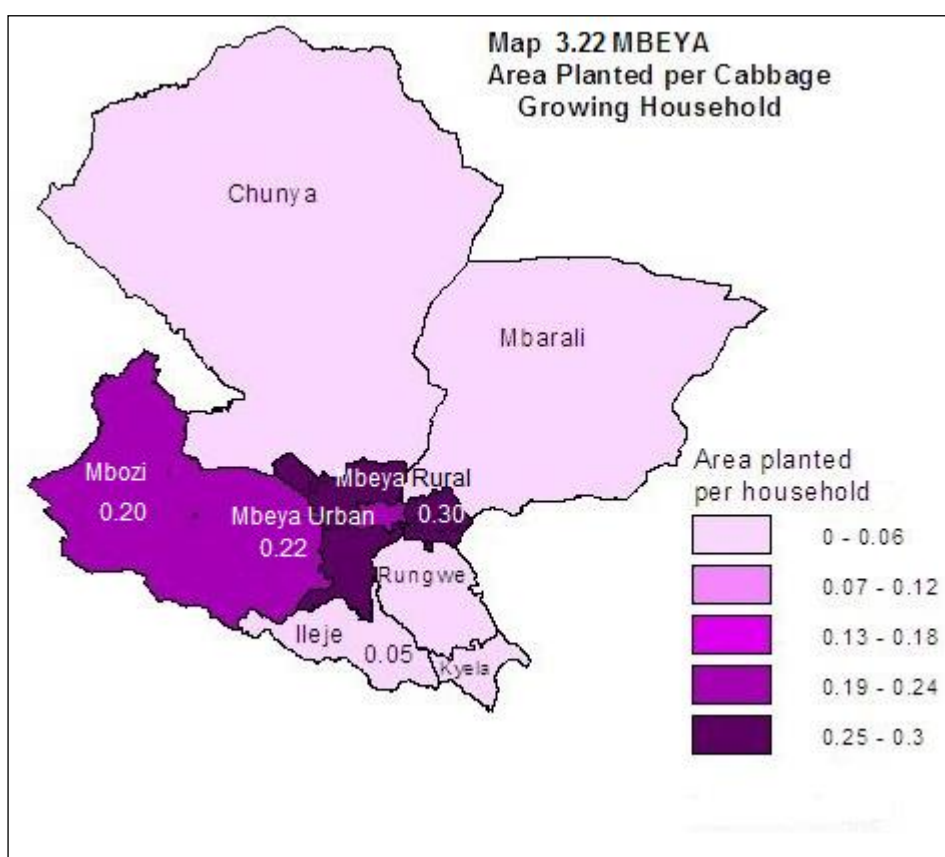 Map 3.22 MBEYA
Area Planted per Cabbage
Growing Household
Chunya
Mbarali
Mbozi
0.20
Mbeya Rural
0.30
Mbeya Urban
0.22
Rungwe
Ileje
0.05
Kyela
Area planted
per household
0 - 0.06
0.07 - 0.12
0.13 - 0.18
0.19 - 0.24
0.25 - 0.3